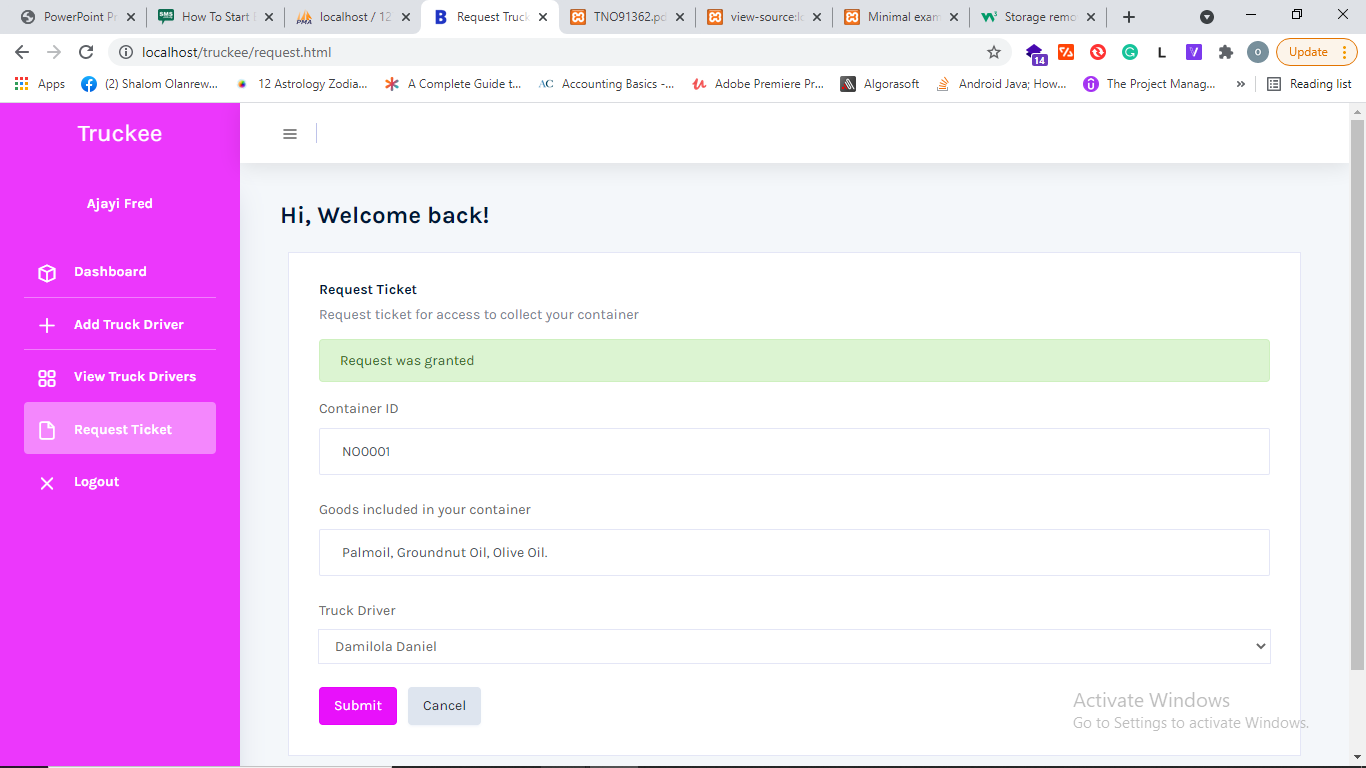 PowerPoint Pr
How To Start E
localhost / 12
Request Truck
TNO91362.pd
view-source:lo
Minimal exam
Storage remo
localhost/truckee/request.html
14
L
o
Update
Apps
(2) Shalom Olanrew...
12 Astrology Zodia...
A Complete Guide t...
AC Accounting Basics -...
Adobe Premiere Pr...
Algorasoft
Android Java; How...
The Project Manag...
»
Reading list
Truckee
Ajayi Fred
Dashboard
Add Truck Driver
View Truck Drivers
Request Ticket
Logout
Hi, Welcome back!
Request Ticket
Request ticket for access to collect your container
Request was granted
Container ID
NO0001
Goods included in your container
Palmoil, Groundnut Oil, Olive Oil.
Truck Driver
Damilola Daniel
Submit
Cancel
Activate Windows
Go to Settings to activate Windows.